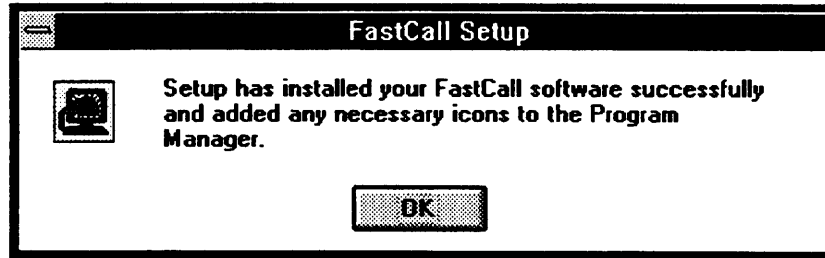 FastCall Setup
Setup has installed your FastCall software successfully
and added any necessary icons to the Program
Manager.
OK